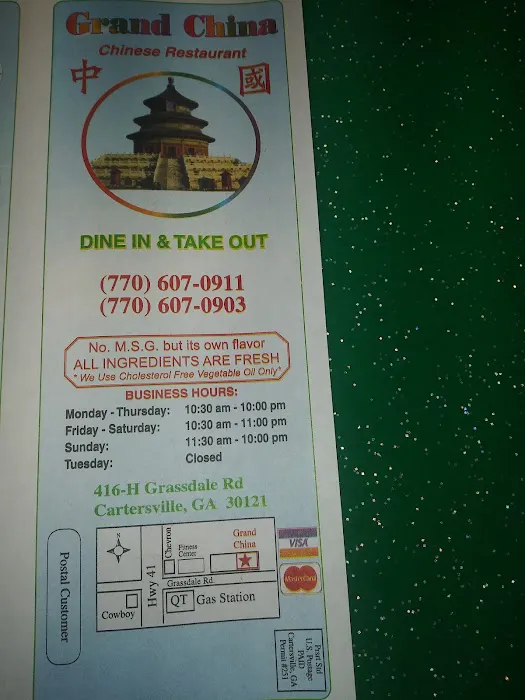 Grand China
Chinese Restaurant
中 國
DINE IN & TAKE OUT
(770) 607-0911
(770) 607-0903
No. M.S.G. but its own flavor
ALL INGREDIENTS ARE FRESH
* We Use Cholesterol Free Vegetable Oil Only*
BUSINESS HOURS:
Monday - Thursday: 10:30 am - 10:00 pm
Friday - Saturday: 10:30 am - 11:00 pm
Sunday: 11:30 am - 10:00 pm
Tuesday: Closed
416-H Grassdale Rd
Cartersville, GA 30121
N
Hwy 41
Chevron
Fitness
Center
Grand
China
Grassdale Rd.
QT Gas Station
Cowboy
VISA
MasterCard
Postal Customer
Prsrt Std
U.S. Postage
PAID
Cartersville, GA
Permit #251